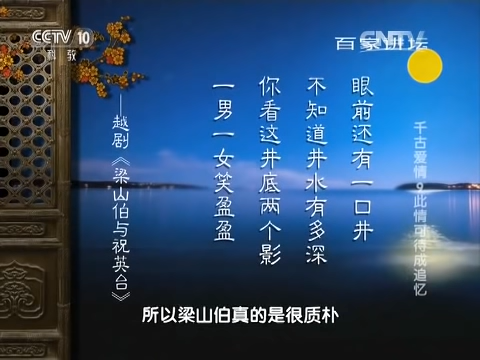 CCTV 10
科教
百家讲坛
CNTV
千古爱情9此情可待成追忆
眼前还有一口井
不知道井水有多深
你看这井底两个影
一男一女笑盈盈
——越剧《梁山伯与祝英台》
所以梁山伯真的是很质朴